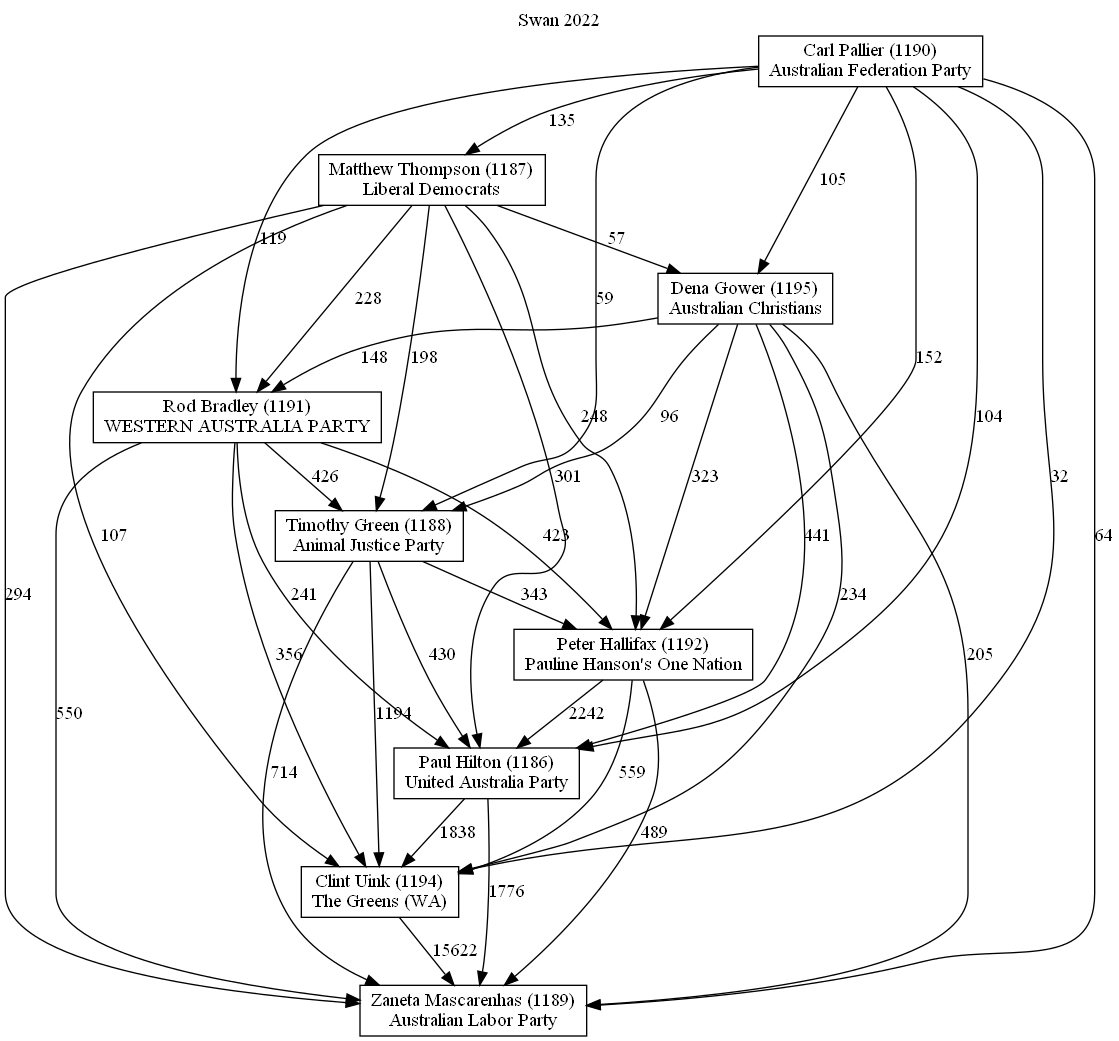 Swan 2022
Carl Pallier (1190)
Australian Federation Party
135
Matthew Thompson (1187)
Liberal Democrats
105
119
57
Dena Gower (1195)
Australian Christians
228
59
198
148
152
Rod Bradley (1191)
WESTERN AUSTRALIA PARTY
248
96
104
426
301
323
32
Timothy Green (1188)
Animal Justice Party
107
423
441
64
294
241
343
234
Peter Hallifax (1192)
Pauline Hanson's One Nation
356
430
205
550
1194
2242
714
Paul Hilton (1186)
United Australia Party
559
1838
489
Clint Uink (1194)
The Greens (WA)
1776
15622
Zaneta Mascarenhas (1189)
Australian Labor Party